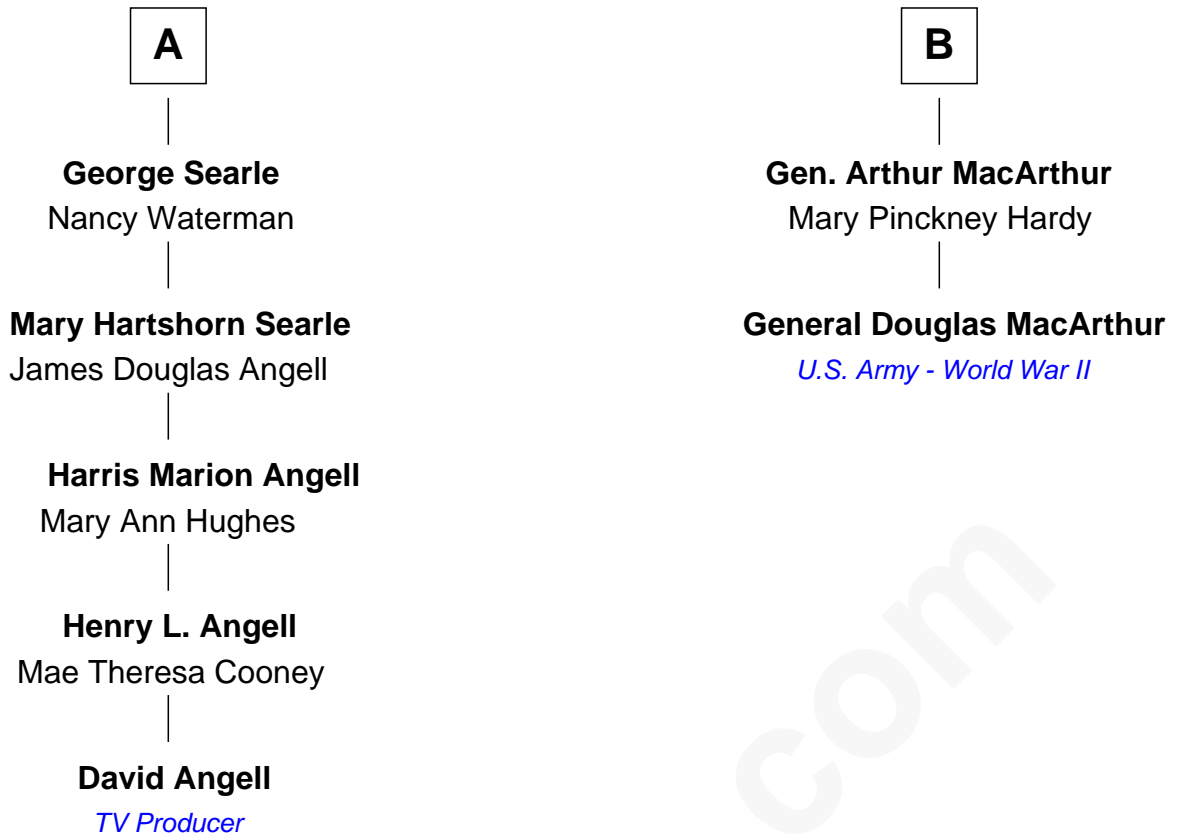 A
George Searle
Nancy Waterman
Mary Hartshorn Searle
James Douglas Angell
Harris Marion Angell
Mary Ann Hughes
Henry L. Angell
Mae Theresa Cooney
David Angell
TV Producer
B
Gen. Arthur MacArthur
Mary Pinckney Hardy
General Douglas MacArthur
U.S. Army - World War II
com